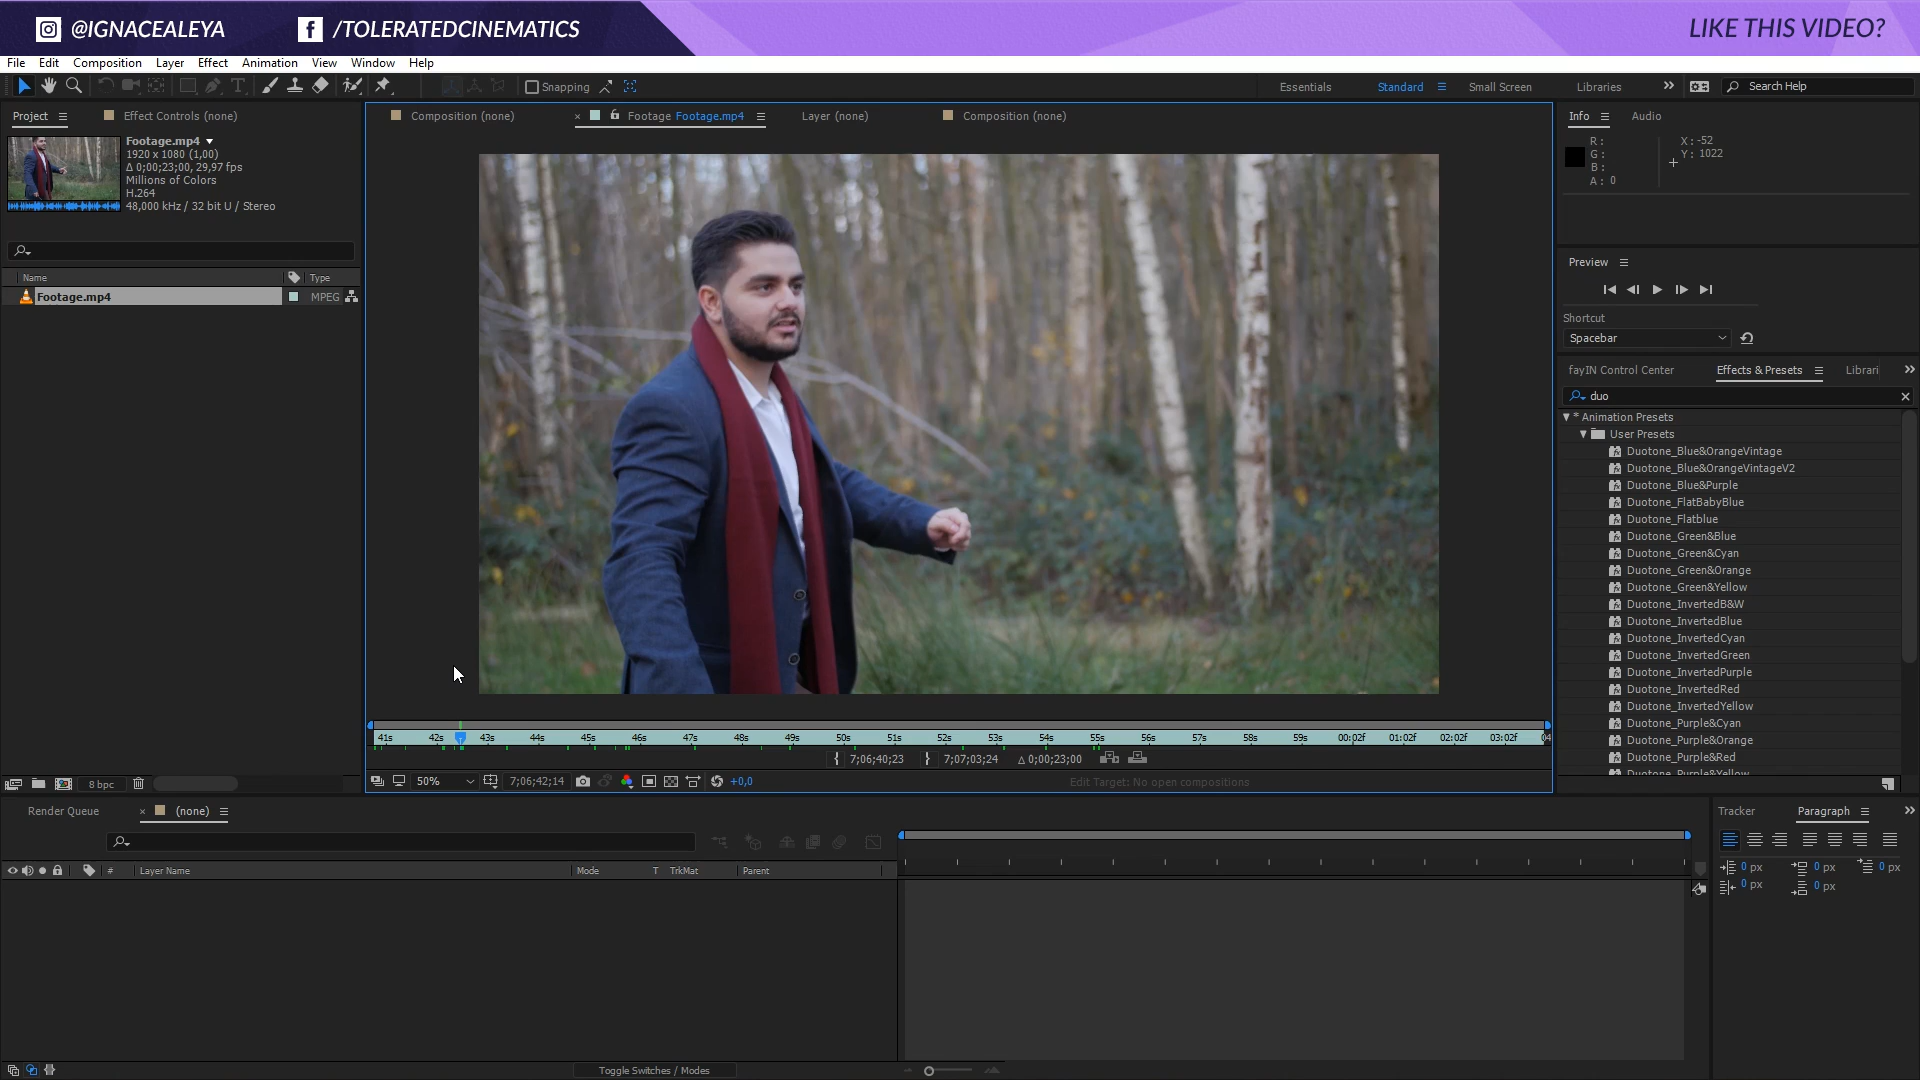 @IGNACEALEYA
/TOLERATEDCINEMATICS
LIKE THIS VIDEO?
File Edit Composition Layer Effect Animation View Window Help
Snapping
Essentials
Standard
Small Screen
Libraries
Search Help
Project
Effect Controls (none)
Footage.mp4
1920 x 1080 (1,00)
Δ 0;00;23;00, 29,97 fps
Millions of Colors
H.264
48,000 kHz / 32 bit U / Stereo
Name
Type
Footage.mp4
MPEG
8 bpc
Composition (none)
Footage Footage.mp4
Layer (none)
Composition (none)
41s 42s 43s 44s 45s 46s 47s 48s 49s 50s 51s 52s 53s 54s 55s 56s 57s 58s 59s 00:02f 01:02f 02:02f 03:02f 04
7;06;40;23
7;07;03;24
Δ 0;00;23;00
50%
7;06;42;14
+0,0
Edit Target: No open compositions
Info
Audio
R :
G :
B :
A : 0
X : -52
Y : 1022
Preview
Shortcut
Spacebar
fayIN Control Center
Effects & Presets
Librari
duo
* Animation Presets
User Presets
Duotone_Blue&OrangeVintage
Duotone_Blue&OrangeVintageV2
Duotone_Blue&Purple
Duotone_FlatBabyBlue
Duotone_Flatblue
Duotone_Green&Blue
Duotone_Green&Cyan
Duotone_Green&Orange
Duotone_Green&Yellow
Duotone_InvertedB&W
Duotone_InvertedBlue
Duotone_InvertedCyan
Duotone_InvertedGreen
Duotone_InvertedPurple
Duotone_InvertedRed
Duotone_InvertedYellow
Duotone_Purple&Cyan
Duotone_Purple&Orange
Duotone_Purple&Red
Duotone_Purple&Yellow
Render Queue
(none)
# Layer Name
Mode
T TrkMat
Parent
Toggle Switches / Modes
Tracker
Paragraph
0 px 0 px 0 px
0 px 0 px